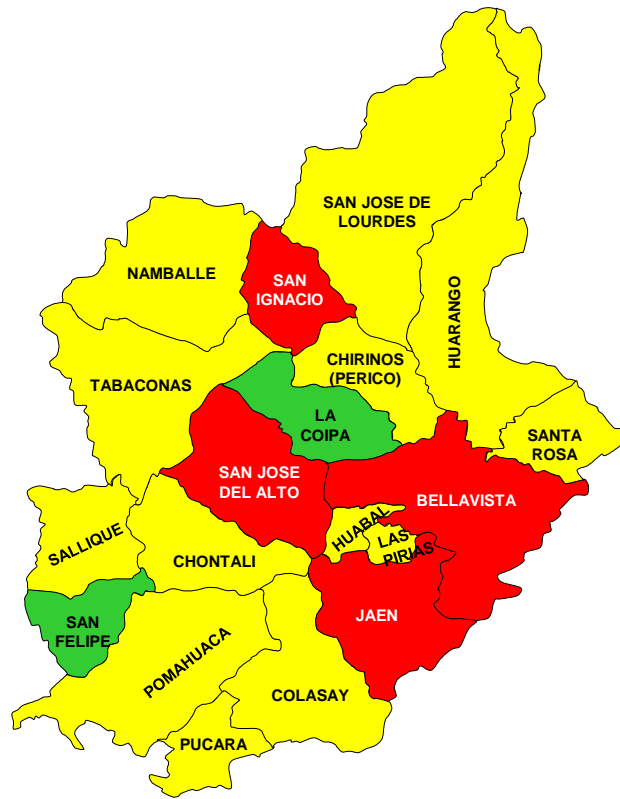 SAN JOSE DE
LOURDES
NAMBALLE
SAN
IGNACIO
HUARANGO
CHIRINOS
(PERICO)
TABACONAS
LA
COIPA
SANTA
ROSA
SAN JOSE
DEL ALTO
BELLAVISTA
HUABAL
LAS
PIRIAS
SALLIQUE
CHONTALI
SAN
FELIPE
JAEN
POMAHUACA
COLASAY
PUCARA